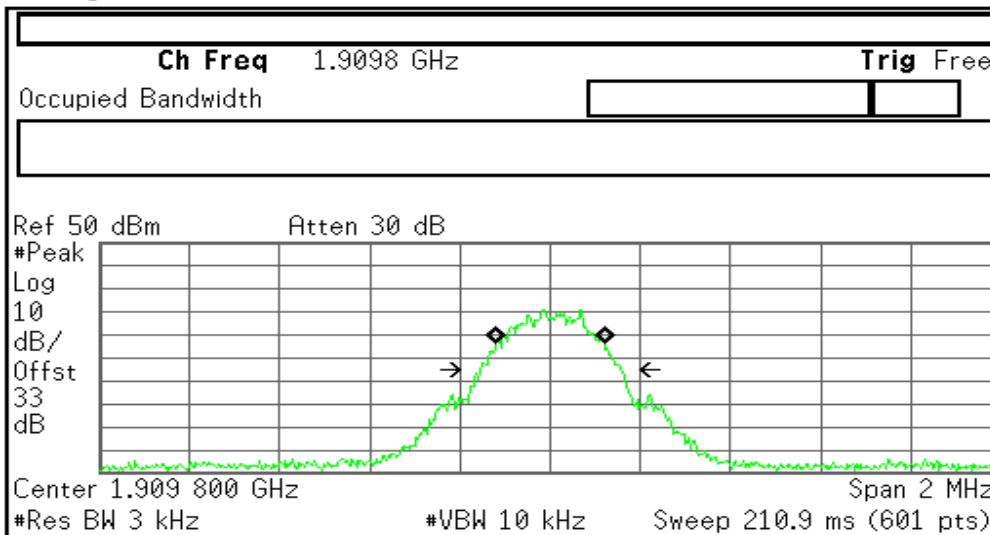 Ch Freq 1.9098 GHz Trig Free
Occupied Bandwidth
Ref 50 dBm Atten 30 dB
#Peak
Log
10
dB/
Offst
33
dB
Center 1.909 800 GHz Span 2 MHz
#Res BW 3 kHz #VBW 10 kHz Sweep 210.9 ms (601 pts)